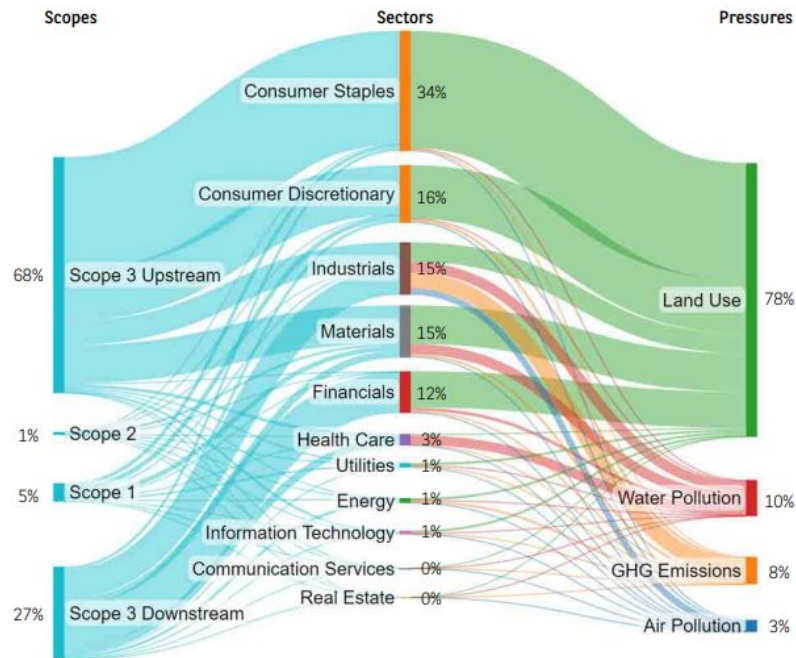 Scopes
Sectors
Pressures
Consumer Staples
34%
Consumer Discretionary
16%
68%
Scope 3 Upstream
Industrials
15%
Land Use
78%
Materials
15%
Financials
12%
1%
Scope 2
Health Care
3%
Utilities
1%
5%
Scope 1
Energy
1%
Water Pollution
10%
Information Technology
1%
Communication Services
0%
GHG Emissions
8%
27%
Scope 3 Downstream
Real Estate
0%
Air Pollution
3%